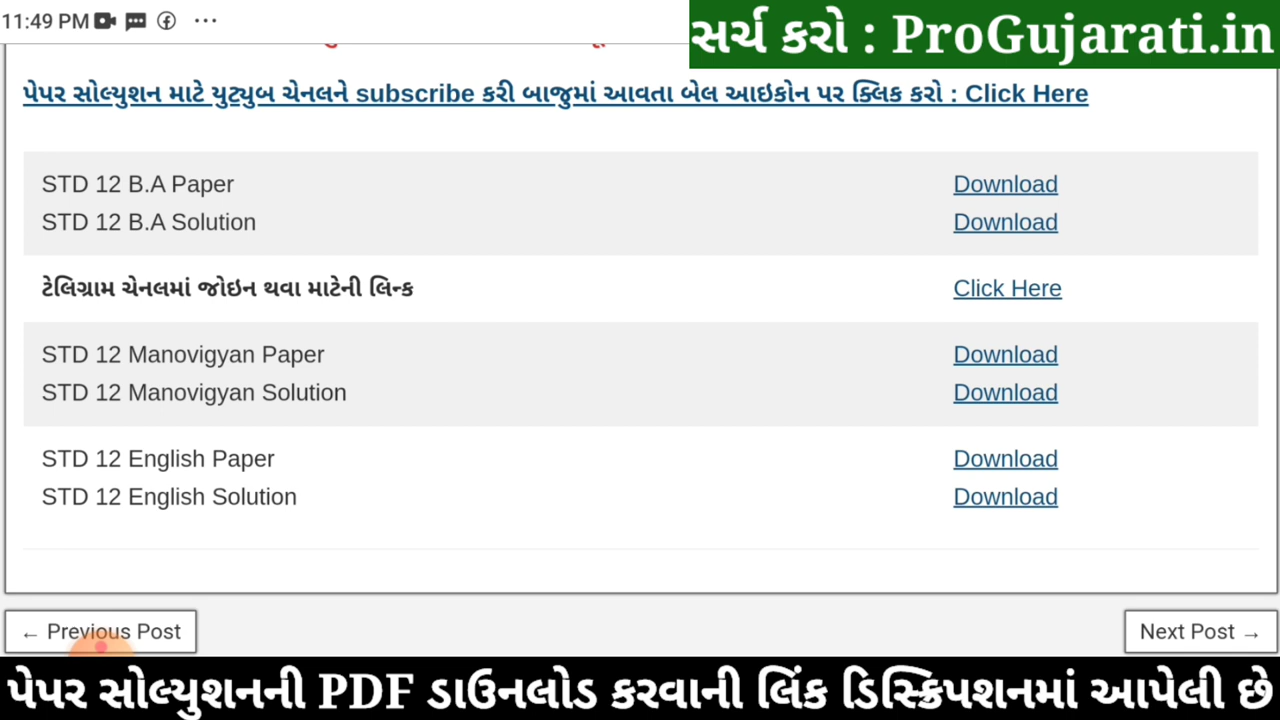 11:49 PM ...
સર્ચ કરો : ProGujarati.in
પેપર સોલ્યુશન માટે યુટ્યુબ ચેનલને subscribe કરી બાજુમાં આવતા બેલ આઇકોન પર ક્લિક કરો : Click Here
STD 12 B.A Paper Download
STD 12 B.A Solution Download
ટેલિગ્રામ ચેનલમાં જોઇન થવા માટેની લિન્ક Click Here
STD 12 Manovigyan Paper Download
STD 12 Manovigyan Solution Download
STD 12 English Paper Download
STD 12 English Solution Download
← Previous Post Next Post →
પેપર સોલ્યુશનની PDF ડાઉનલોડ કરવાની લિંક ડિસ્ક્રિપશનમાં આપેલી છે